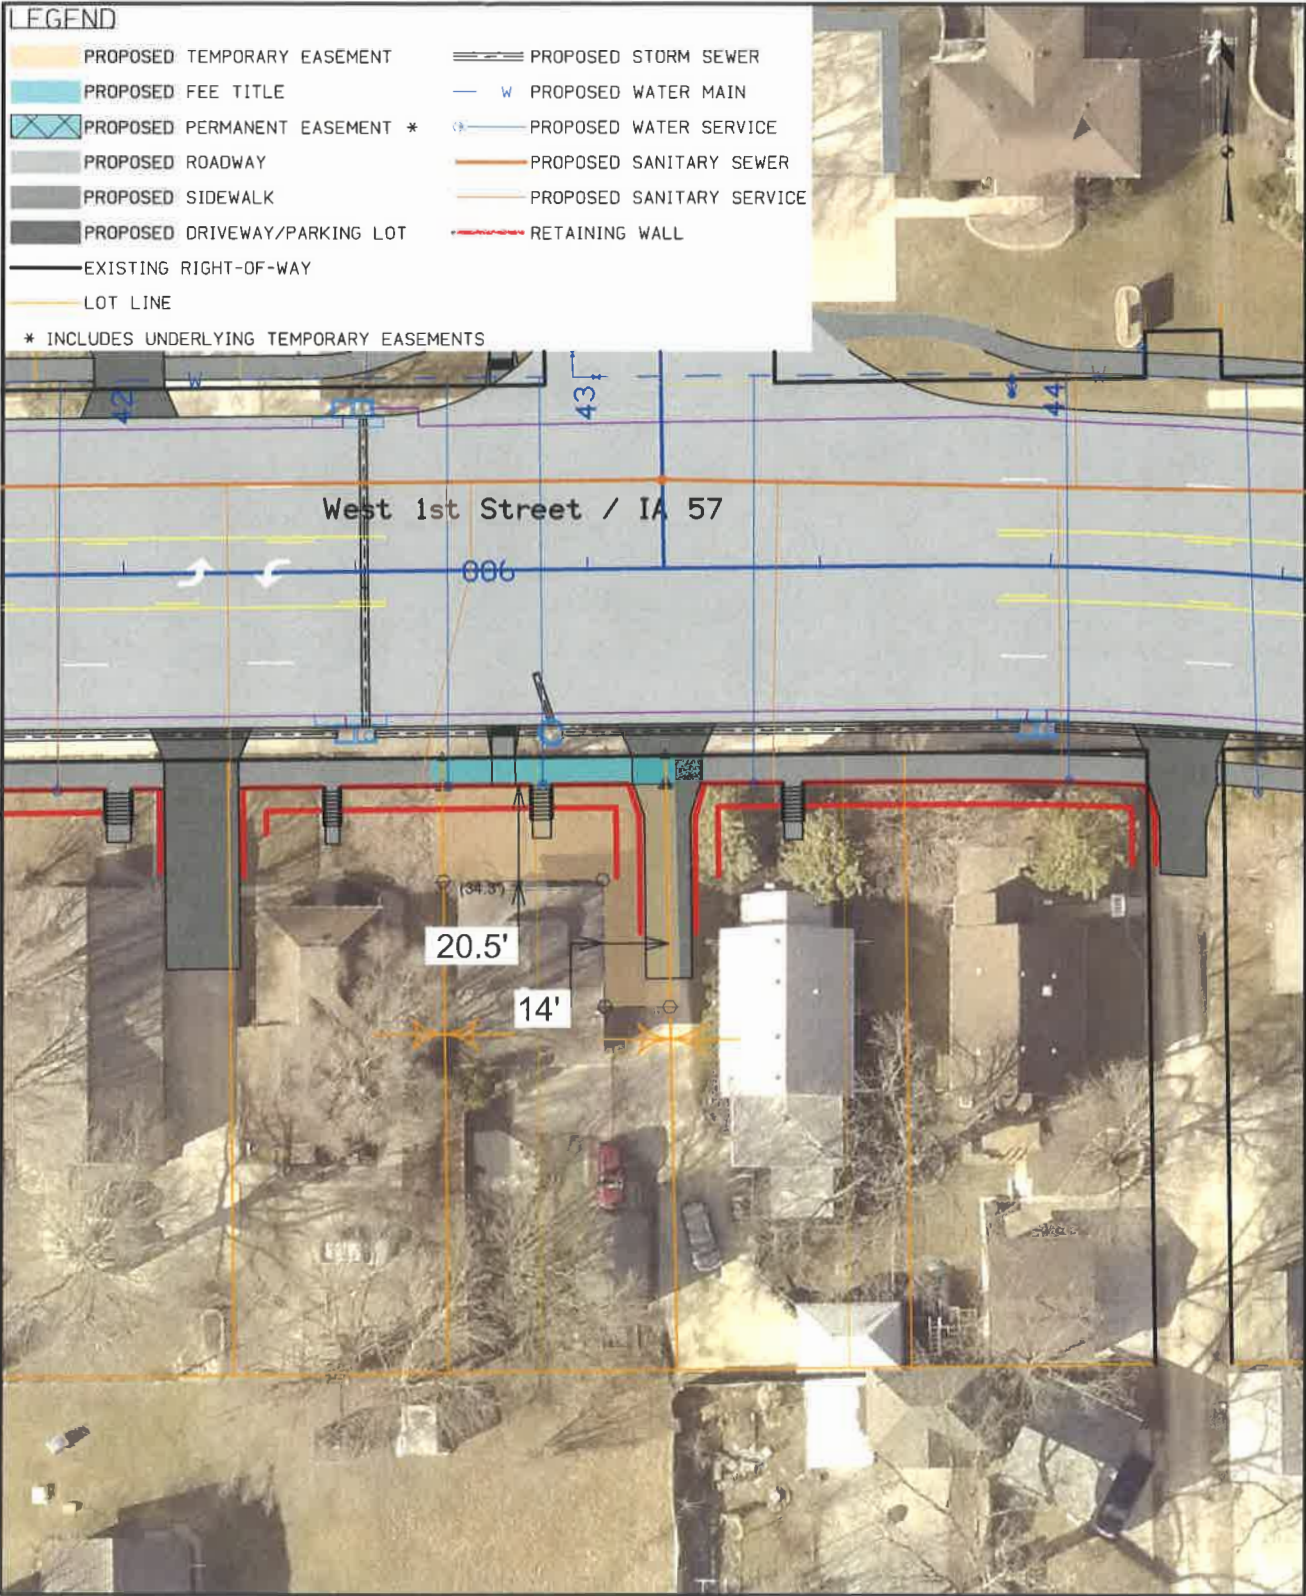 LEGEND
PROPOSED TEMPORARY EASEMENT
PROPOSED FEE TITLE
PROPOSED PERMANENT EASEMENT *
PROPOSED ROADWAY
PROPOSED SIDEWALK
PROPOSED DRIVEWAY/PARKING LOT
EXISTING RIGHT-OF-WAY
LOT LINE
* INCLUDES UNDERLYING TEMPORARY EASEMENTS
PROPOSED STORM SEWER
W PROPOSED WATER MAIN
PROPOSED WATER SERVICE
PROPOSED SANITARY SEWER
PROPOSED SANITARY SERVICE
RETAINING WALL
W
W
42
43
44
West 1st Street / IA 57
900
(34.3')
20.5'
14'